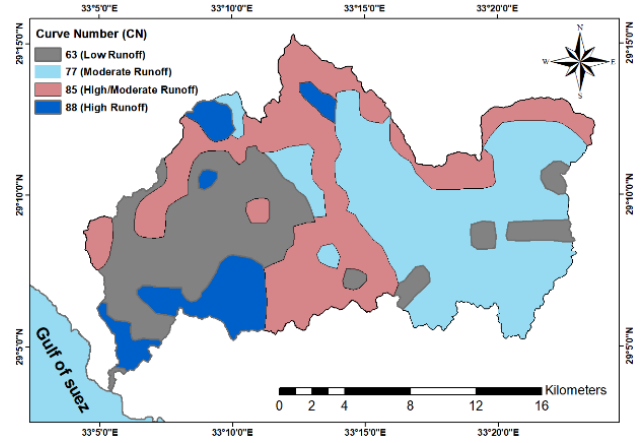 33°5'0"E 33°10'0"E 33°15'0"E 33°20'0"E
Curve Number (CN)
63 (Low Runoff)
77 (Moderate Runoff)
85 (High/Moderate Runoff)
88 (High Runoff)
N
W E
S
29°15'0"N 29°15'0"N
29°10'0"N 29°10'0"N
29°5'0"N 29°5'0"N
Gulf of suez
Kilometers
0 1 2 4 8 12 16
33°5'0"E 33°10'0"E 33°15'0"E 33°20'0"E